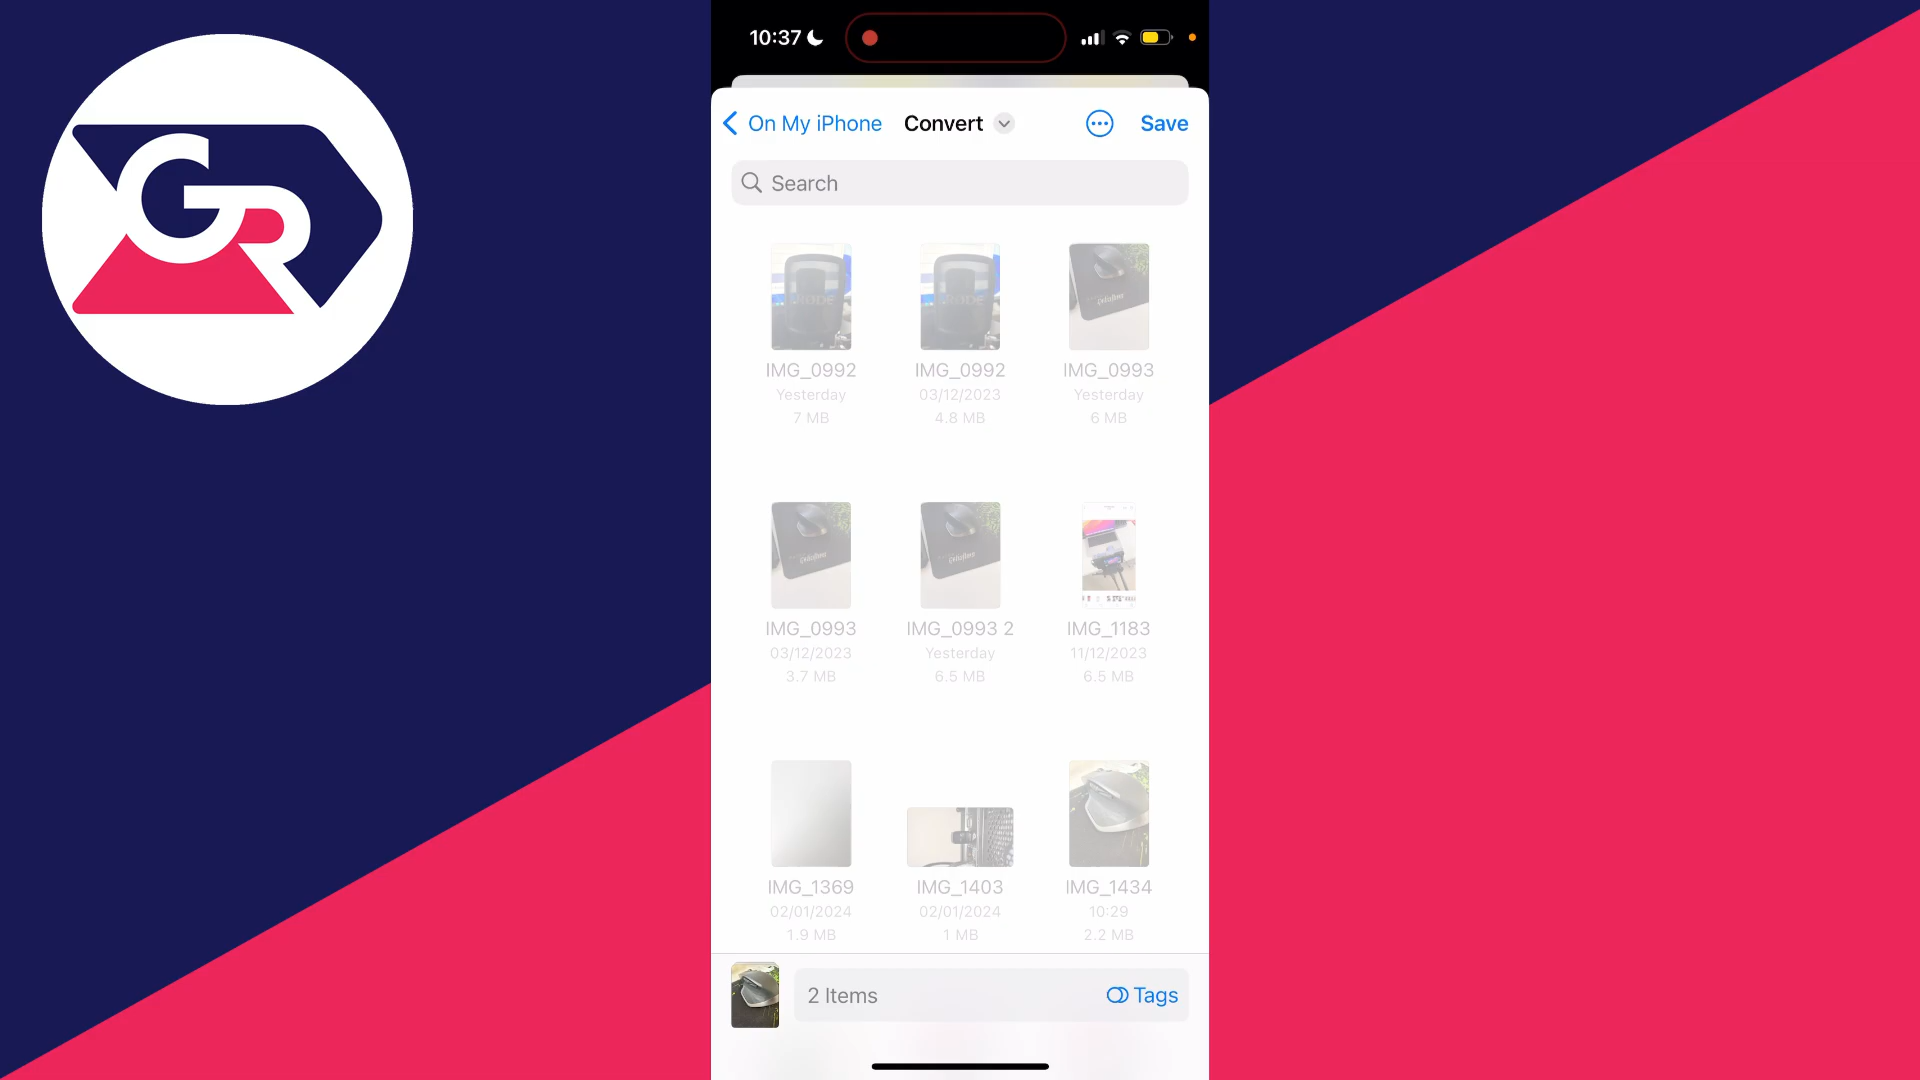 GR
10:37
On My iPhone Convert Save
Search
IMG_0992 IMG_0992 IMG_0993
Yesterday 03/12/2023 Yesterday
7 MB 4.8 MB 6 MB
IMG_0993 IMG_0993 2 IMG_1183
03/12/2023 Yesterday 11/12/2023
3.7 MB 6.5 MB 6.5 MB
IMG_1369 IMG_1403 IMG_1434
02/01/2024 02/01/2024 10:29
1.9 MB 1 MB 2.2 MB
2 Items Tags